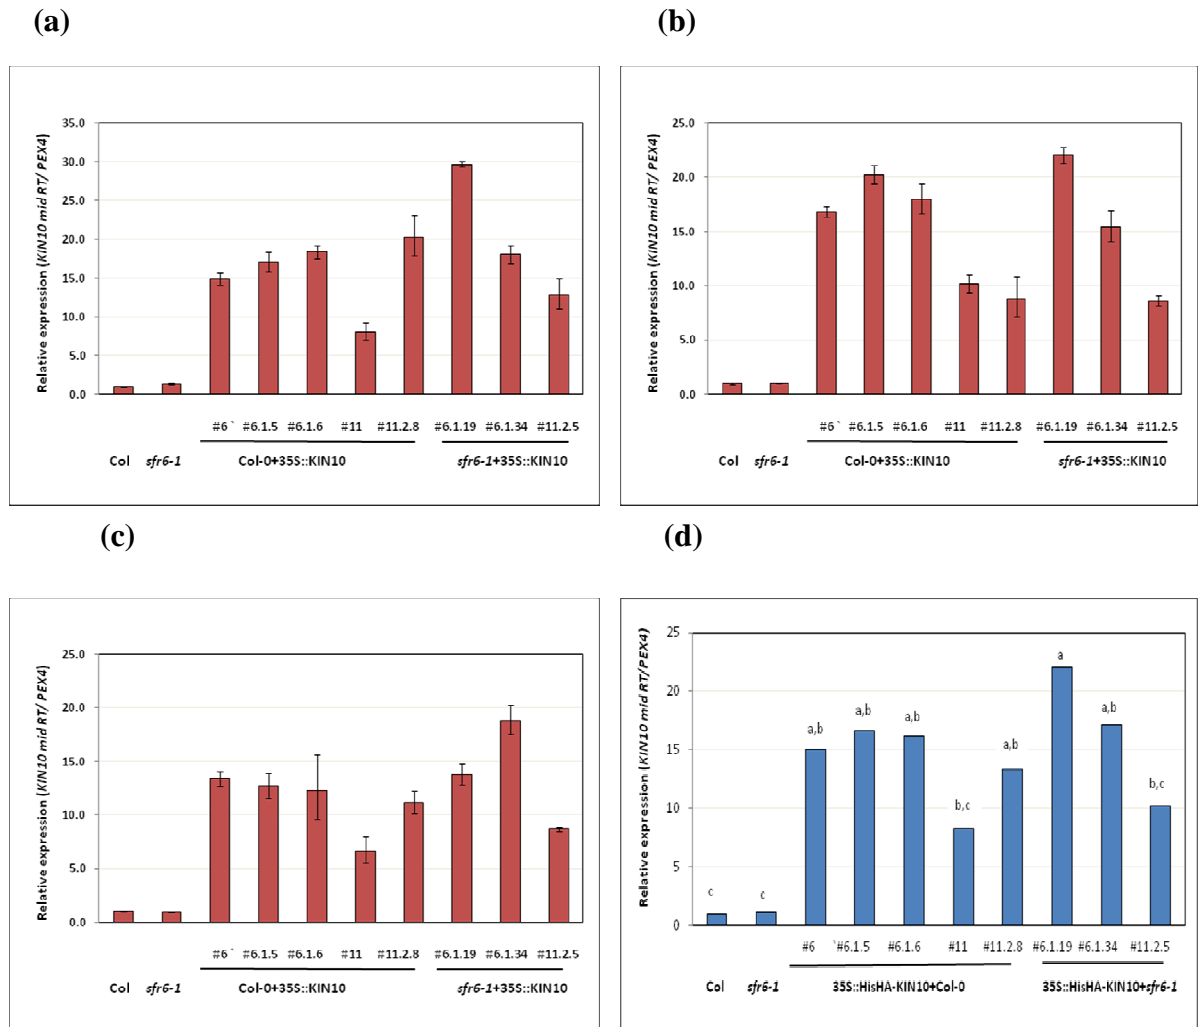 (a)
Relative expression (KIN10 mid RT/ PEX4)
35.0
30.0
25.0
20.0
15.0
10.0
5.0
0.0
#6` #6.1.5 #6.1.6 #11 #11.2.8 #6.1.19 #6.1.34 #11.2.5
Col sfr6-1 Col-0+35S::KIN10 sfr6-1+35S::KIN10
(b)
Relative expression (KIN10 mid RT/ PEX4)
25.0
20.0
15.0
10.0
5.0
0.0
#6` #6.1.5 #6.1.6 #11 #11.2.8 #6.1.19 #6.1.34 #11.2.5
Col sfr6-1 Col-0+35S::KIN10 sfr6-1+35S::KIN10
(c)
Relative expression (KIN10 mid RT/ PEX4)
25.0
20.0
15.0
10.0
5.0
0.0
#6` #6.1.5 #6.1.6 #11 #11.2.8 #6.1.19 #6.1.34 #11.2.5
Col sfr6-1 Col-0+35S::KIN10 sfr6-1+35S::KIN10
(d)
Relative expression (KIN10 mid RT/PEX4)
25
20
15
10
5
0
c c a,b a,b a,b b,c a,b a a,b b,c
#6 `#6.1.5 #6.1.6 #11 #11.2.8 #6.1.19 #6.1.34 #11.2.5
Col sfr6-1 35S::HisHA-KIN10+Col-0 35S::HisHA-KIN10+sfr6-1